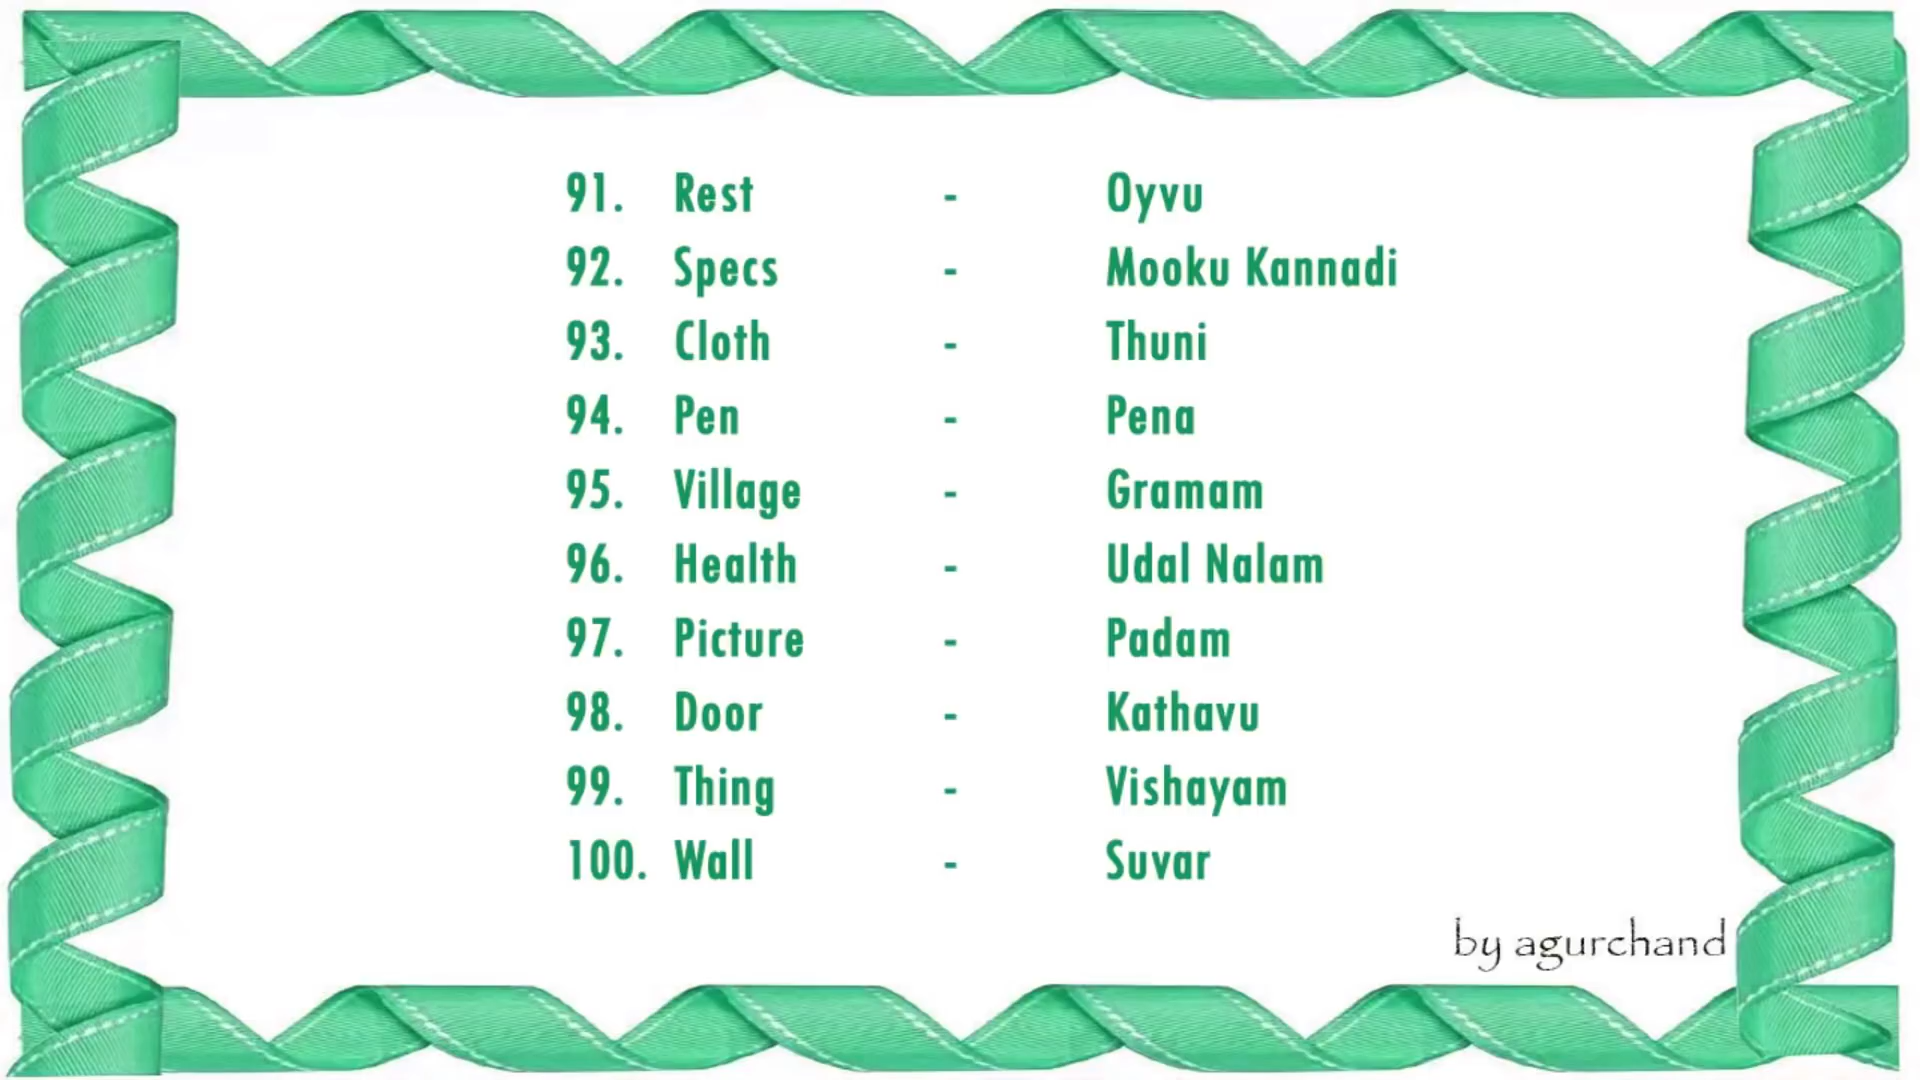 91. Rest - Oyvu
92. Specs - Mooku Kannadi
93. Cloth - Thuni
94. Pen - Pena
95. Village - Gramam
96. Health - Udal Nalam
97. Picture - Padam
98. Door - Kathavu
99. Thing - Vishayam
100. Wall - Suvar
by agurchand